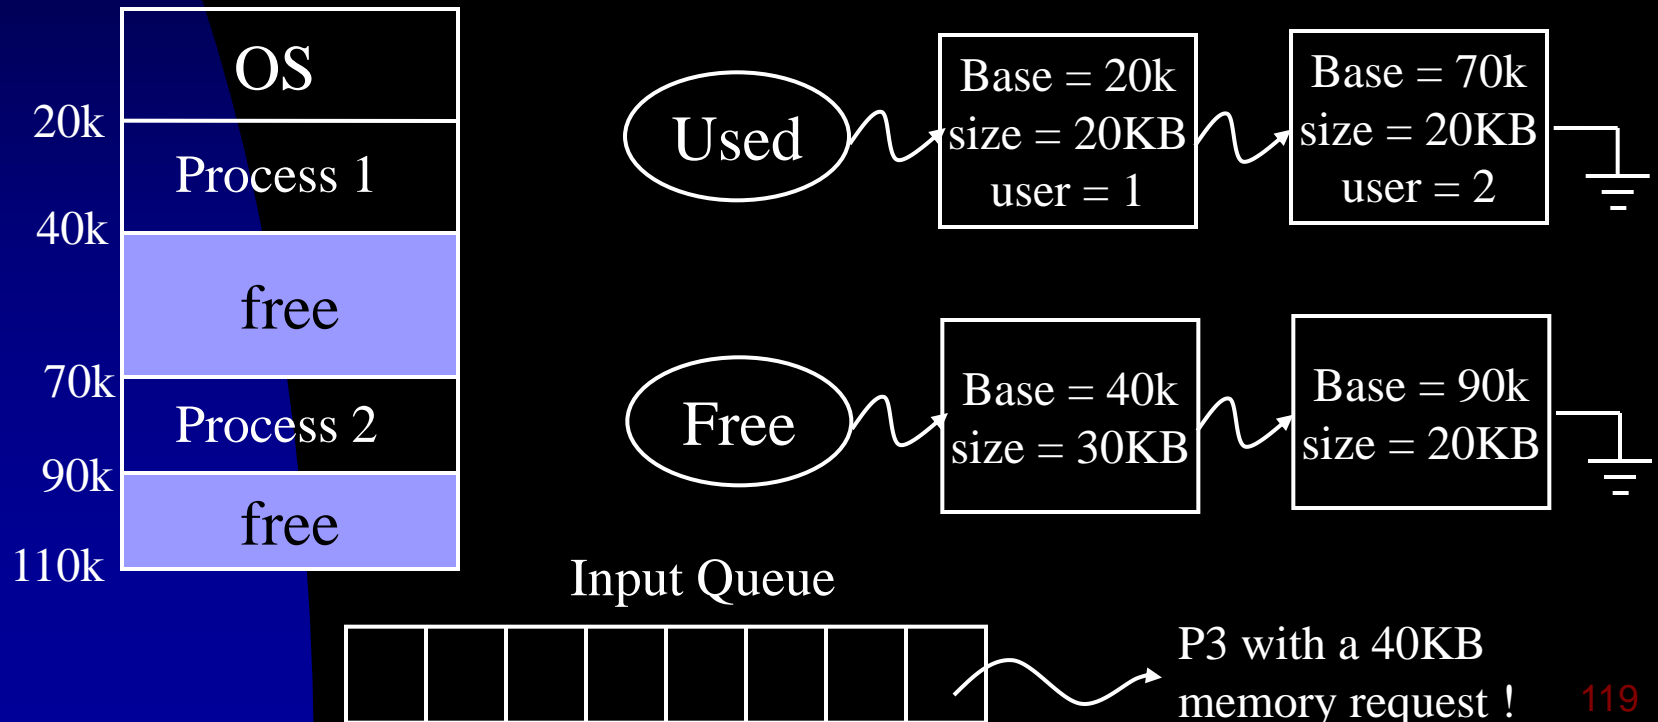 OS
20k
Process 1
40k
free
70k
Process 2
90k
free
110k
Used
Base = 20k
size = 20KB
user = 1
Base = 70k
size = 20KB
user = 2
Free
Base = 40k
size = 30KB
Base = 90k
size = 20KB
Input Queue
P3 with a 40KB
memory request !
119